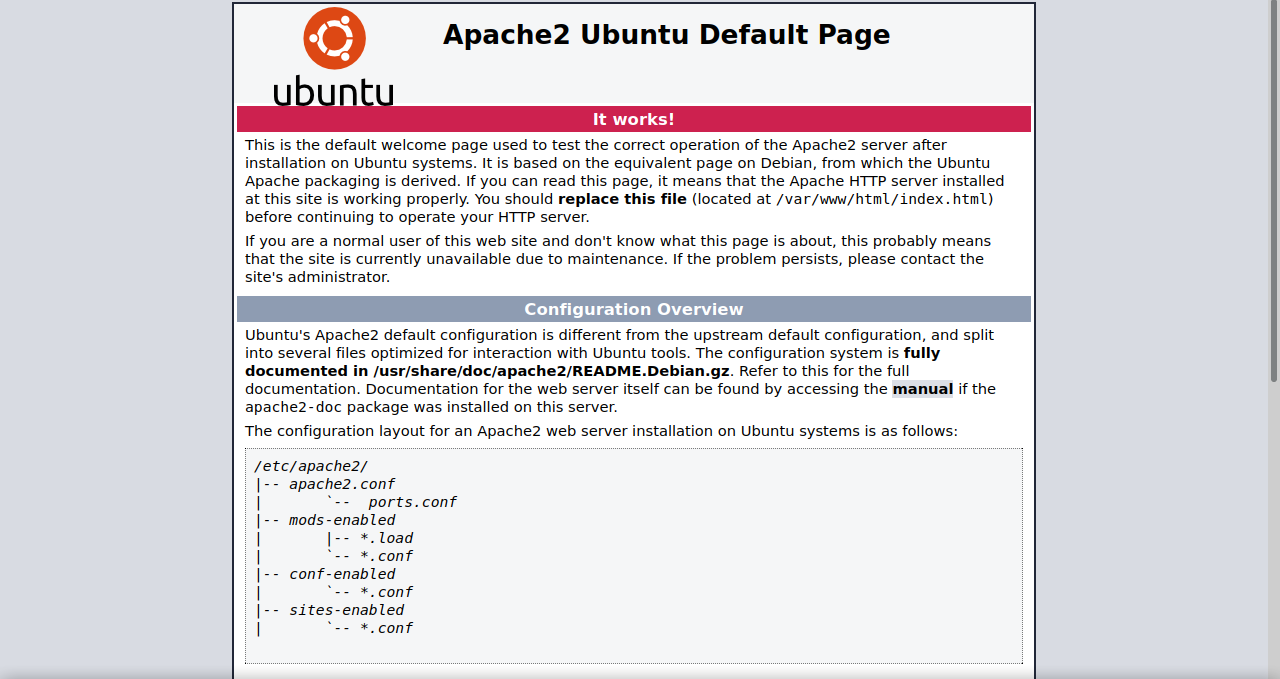 ubuntu
Apache2 Ubuntu Default Page
It works!
This is the default welcome page used to test the correct operation of the Apache2 server after
installation on Ubuntu systems. It is based on the equivalent page on Debian, from which the Ubuntu
Apache packaging is derived. If you can read this page, it means that the Apache HTTP server installed
at this site is working properly. You should replace this file (located at /var/www/html/index.html)
before continuing to operate your HTTP server.
If you are a normal user of this web site and don't know what this page is about, this probably means
that the site is currently unavailable due to maintenance. If the problem persists, please contact the
site's administrator.
Configuration Overview
Ubuntu's Apache2 default configuration is different from the upstream default configuration, and split
into several files optimized for interaction with Ubuntu tools. The configuration system is fully
documented in /usr/share/doc/apache2/README.Debian.gz. Refer to this for the full
documentation. Documentation for the web server itself can be found by accessing the manual if the
apache2-doc package was installed on this server.
The configuration layout for an Apache2 web server installation on Ubuntu systems is as follows:
/etc/apache2/
|-- apache2.conf
|       `--  ports.conf
|-- mods-enabled
|       |-- *.load
|       `-- *.conf
|-- conf-enabled
|       `-- *.conf
|-- sites-enabled
|       `-- *.conf